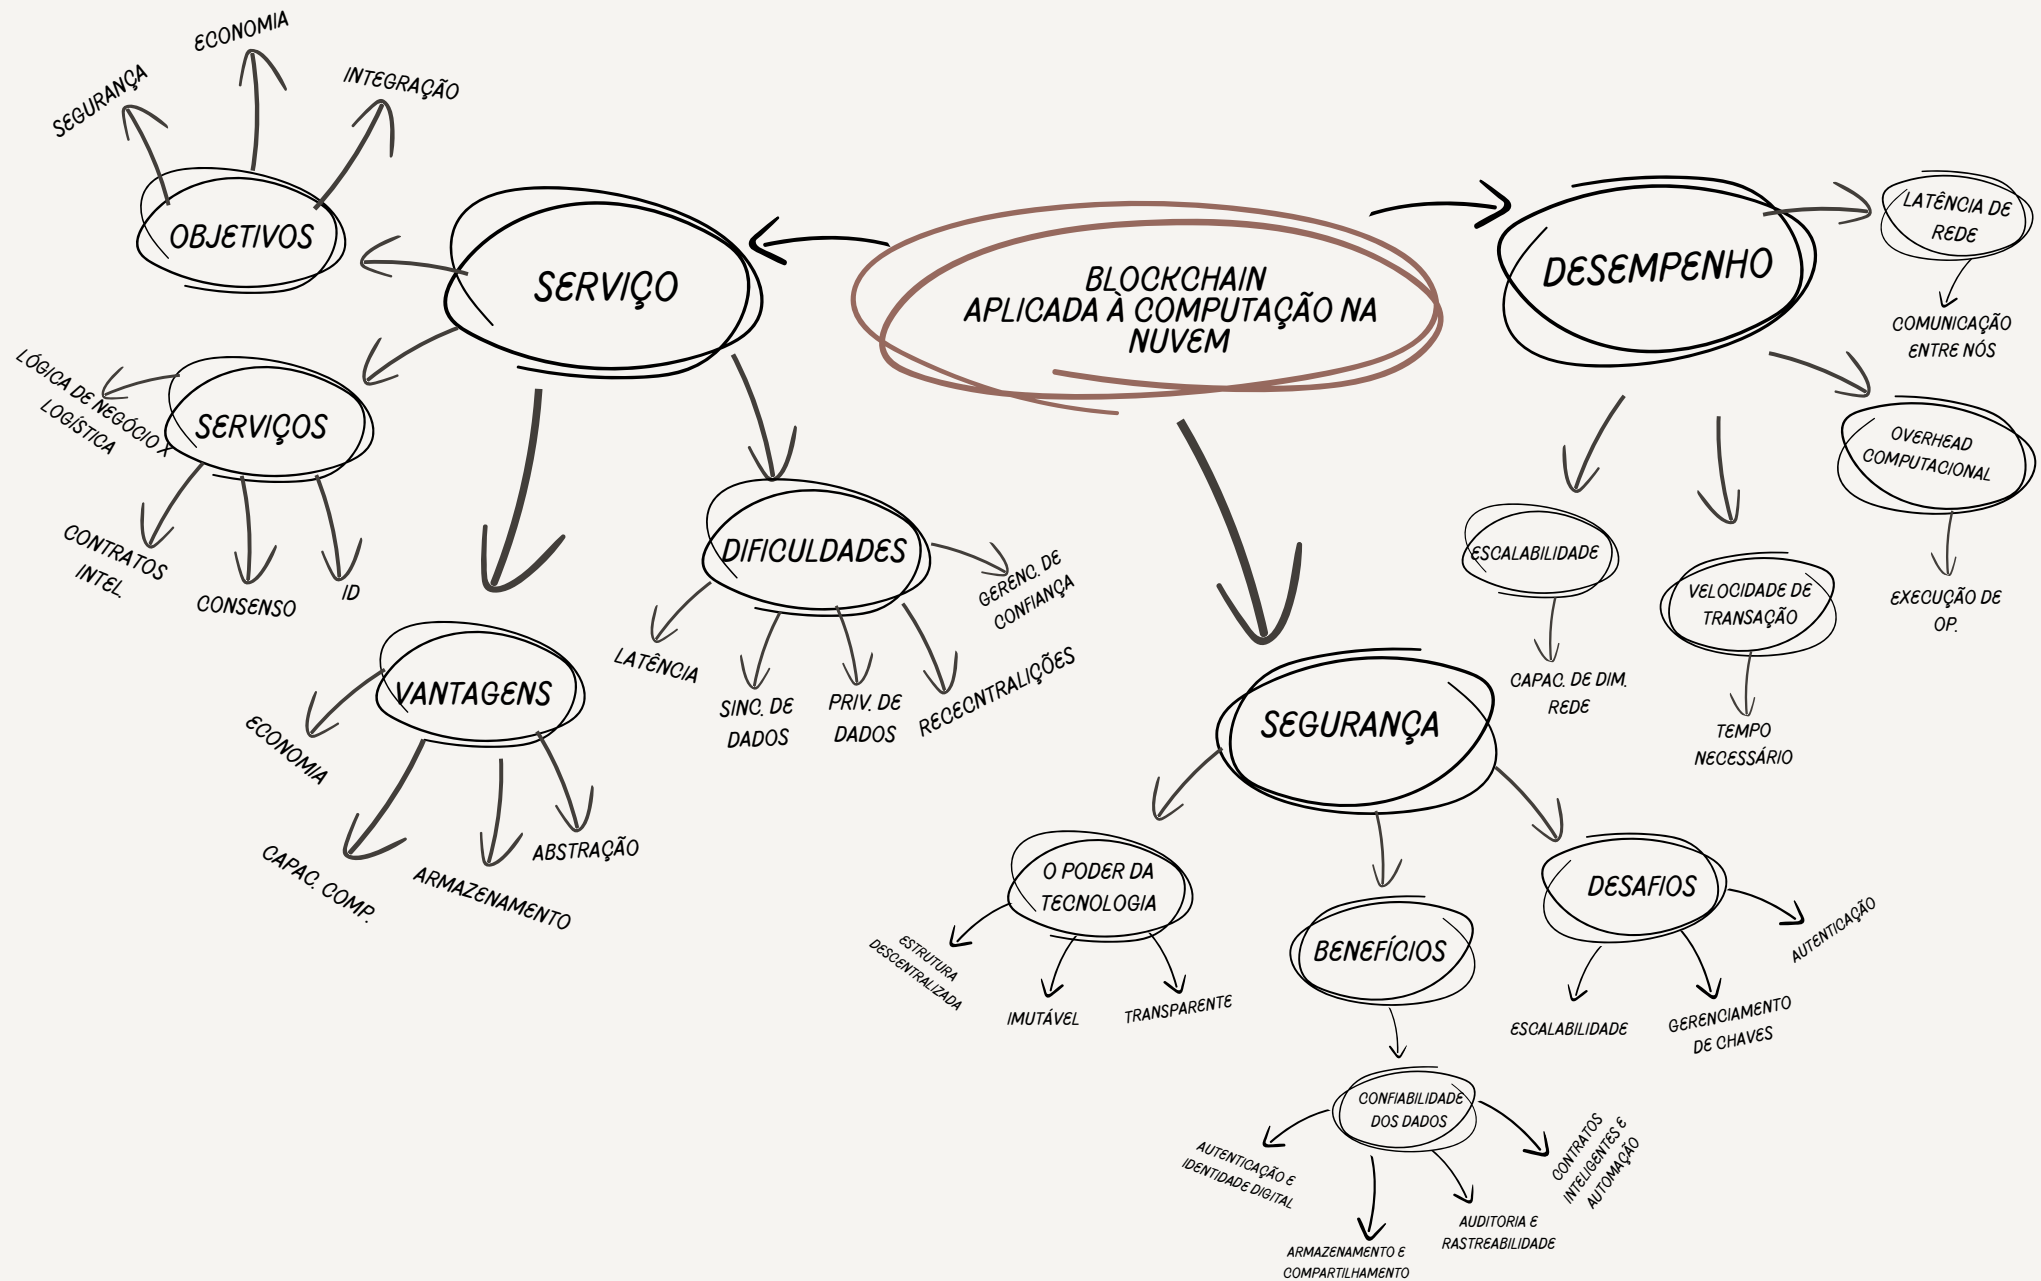 ECONOMIA
SEGURANÇA
INTEGRAÇÃO
OBJETIVOS
SERVIÇO
LÓGICA DE NEGÓCIO X
LOGÍSTICA
SERVIÇOS
CONTRATOS
INTEL.
CONSENSO
ID
VANTAGENS
ECONOMIA
CAPAC. COMP.
ARMAZENAMENTO
ABSTRAÇÃO
DIFICULDADES
LATÊNCIA
SINC. DE
DADOS
PRIV. DE
DADOS
RECECNTRALIÇÕES
GERENC. DE
CONFIANÇA
BLOCKCHAIN
APLICADA À COMPUTAÇÃO NA
NUVEM
DESEMPENHO
LATÊNCIA DE
REDE
COMUNICAÇÃO
ENTRE NÓS
OVERHEAD
COMPUTACIONAL
EXECUÇÃO DE
OP.
ESCALABILIDADE
CAPAC. DE DIM.
REDE
VELOCIDADE DE
TRANSAÇÃO
TEMPO
NECESSÁRIO
SEGURANÇA
O PODER DA
TECNOLOGIA
ESTRUTURA
DESCENTRALIZADA
IMUTÁVEL
TRANSPARENTE
BENEFÍCIOS
DESAFIOS
AUTENTICAÇÃO
ESCALABILIDADE
GERENCIAMENTO
DE CHAVES
CONFIABILIDADE
DOS DADOS
AUTENTICAÇÃO E
IDENTIDADE DIGITAL
ARMAZENAMENTO E
COMPARTILHAMENTO
AUDITORIA E
RASTREABILIDADE
CONTRATOS
INTELIGENTES E
AUTOMAÇÃO